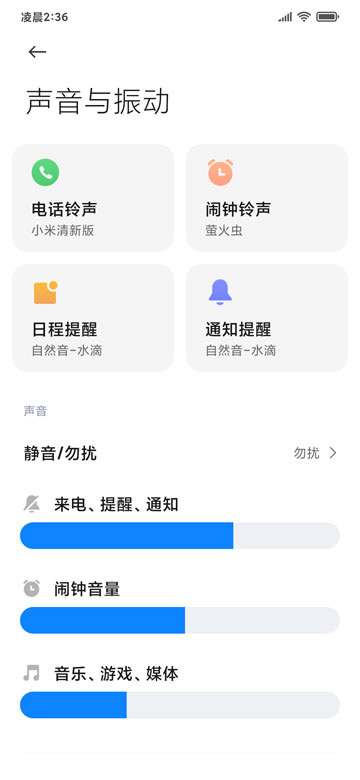 凌晨2:36
声音与振动
电话铃声
小米清新版
闹钟铃声
萤火虫
日程提醒
自然音-水滴
通知提醒
自然音-水滴
声音
静音/勿扰
勿扰
来电、提醒、通知
闹钟音量
音乐、游戏、媒体